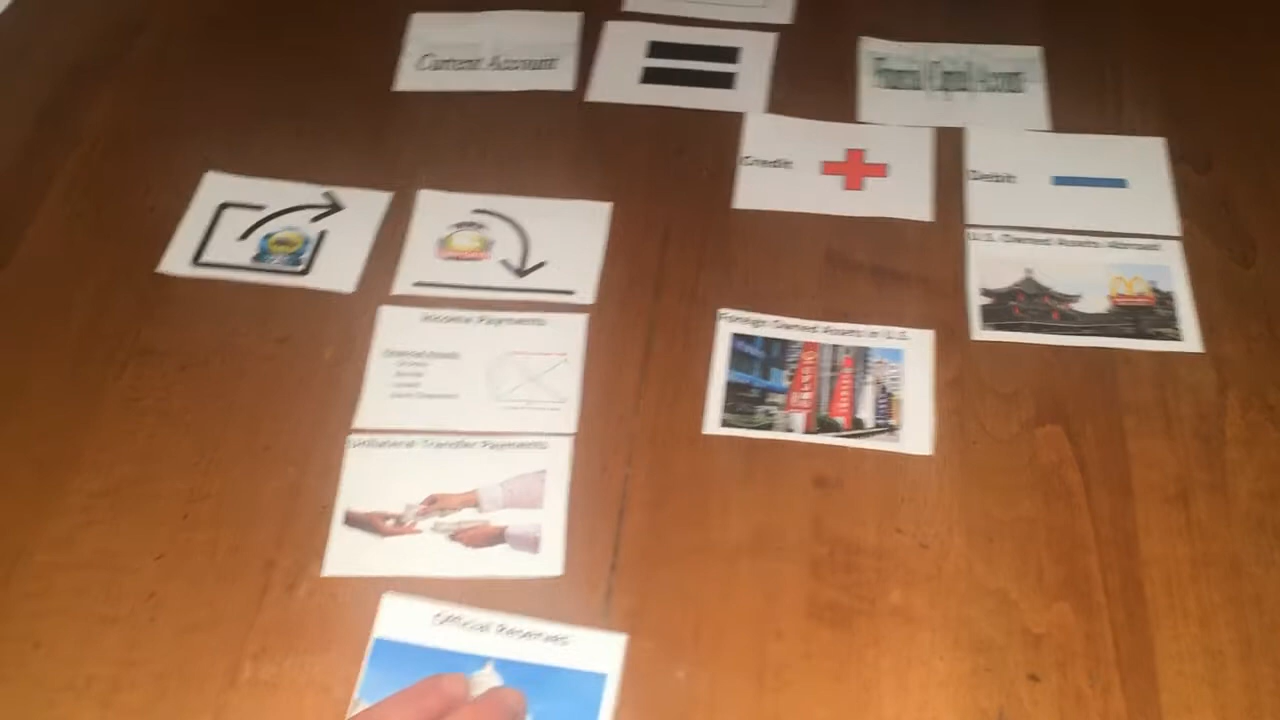 Current Account
Financial Capital Account
Credit
Debit
U.S. Owned Assets Abroad
Income Payments
Foreign Owned Assets in U.S.
Unilateral Transfer Payments
Official Reserves